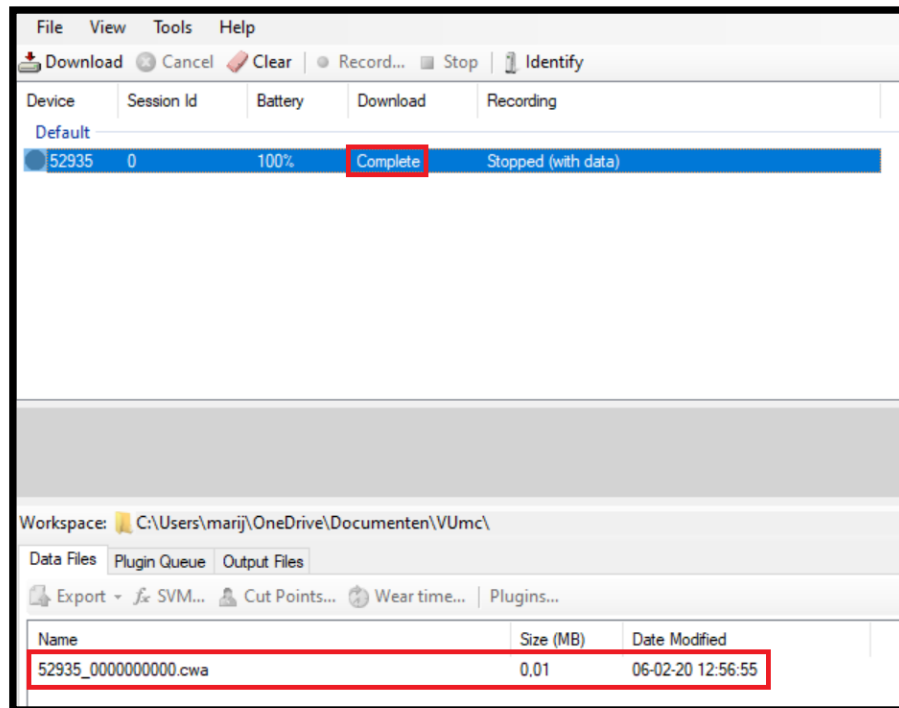 File View Tools Help
Download Cancel Clear Record... Stop Identify
Device Session Id Battery Download Recording
Default
52935 0 100% Complete Stopped (with data)
Workspace: C:\Users\marij\OneDrive\Documenten\VUmc\
Data Files Plugin Queue Output Files
Export fx SVM... Cut Points... Wear time... Plugins...
Name Size (MB) Date Modified
52935_0000000000.cwa 0,01 06-02-20 12:56:55